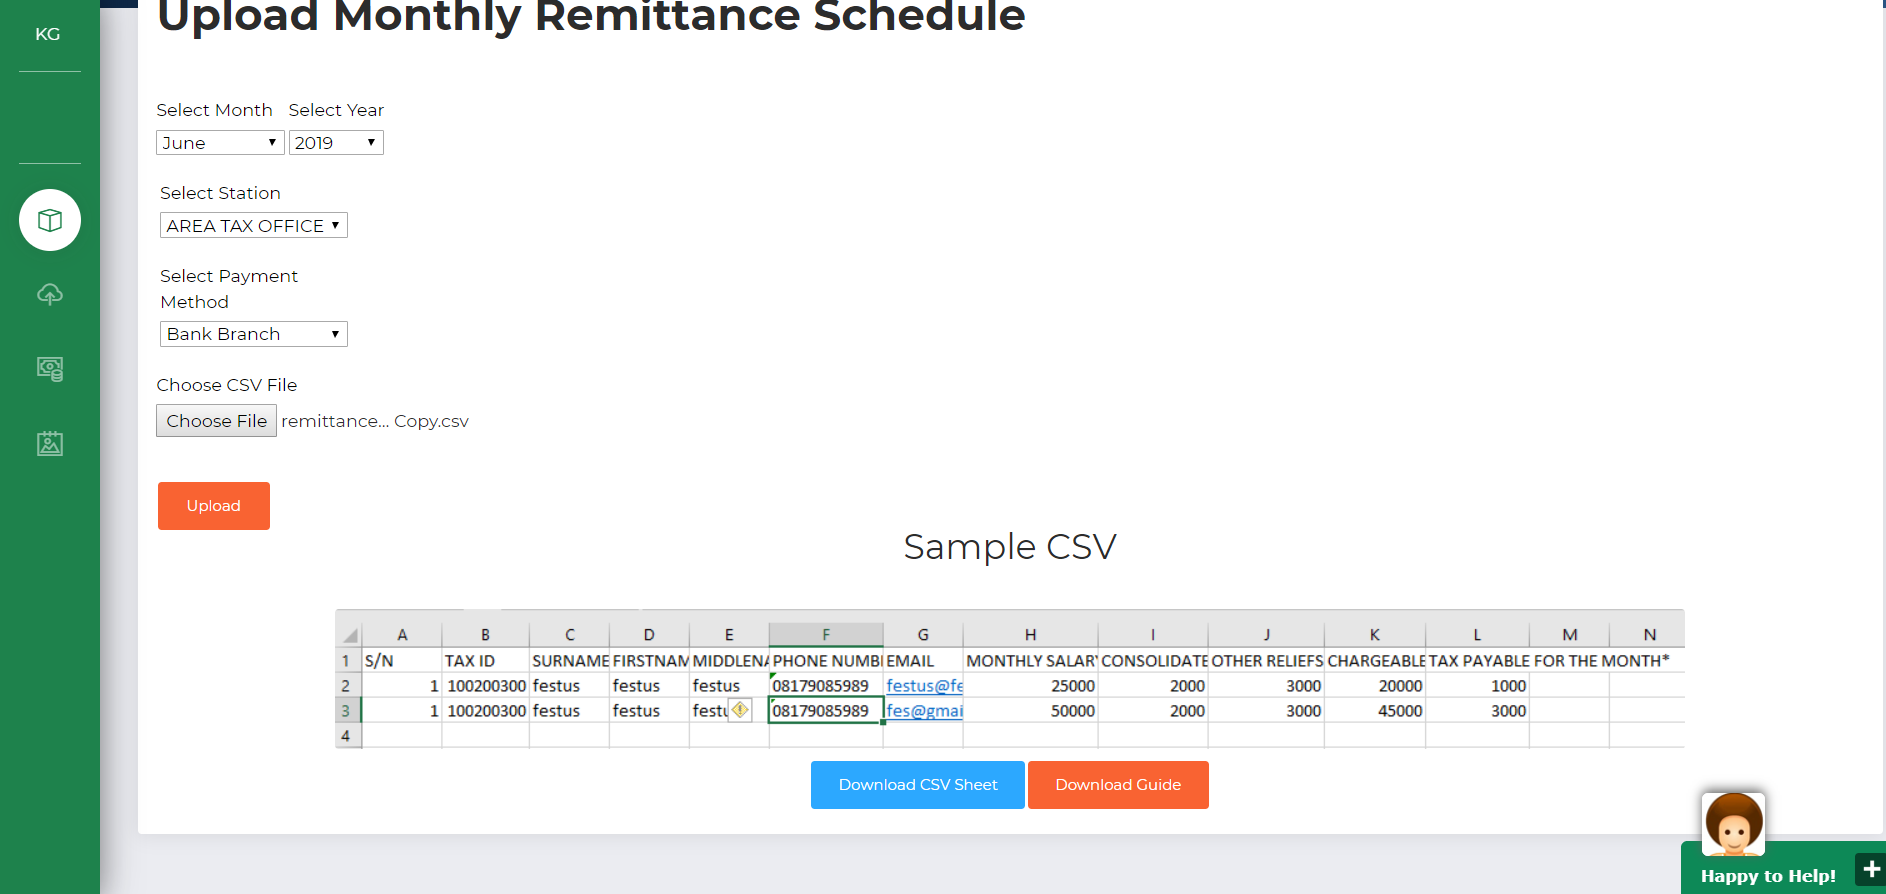 Upload Monthly Remittance Schedule
KG
Select Month Select Year
June 2019
Select Station
AREA TAX OFFICE
Select Payment
Method
Bank Branch
Choose CSV File
Choose File remittance... Copy.csv
Upload
Sample CSV
A B C D E F G H I J K L M N
1 S/N TAX ID SURNAME FIRSTNAM MIDDLENA PHONE NUMBI EMAIL MONTHLY SALARY CONSOLIDATE OTHER RELIEFS CHARGEABLE TAX PAYABLE FOR THE MONTH*
2 1 100200300 festus festus festus 08179085989 festus@fe 25000 2000 3000 20000 1000
3 1 100200300 festus festus festu 08179085989 fes@gmai 50000 2000 3000 45000 3000
4
Download CSV Sheet Download Guide
Happy to Help!